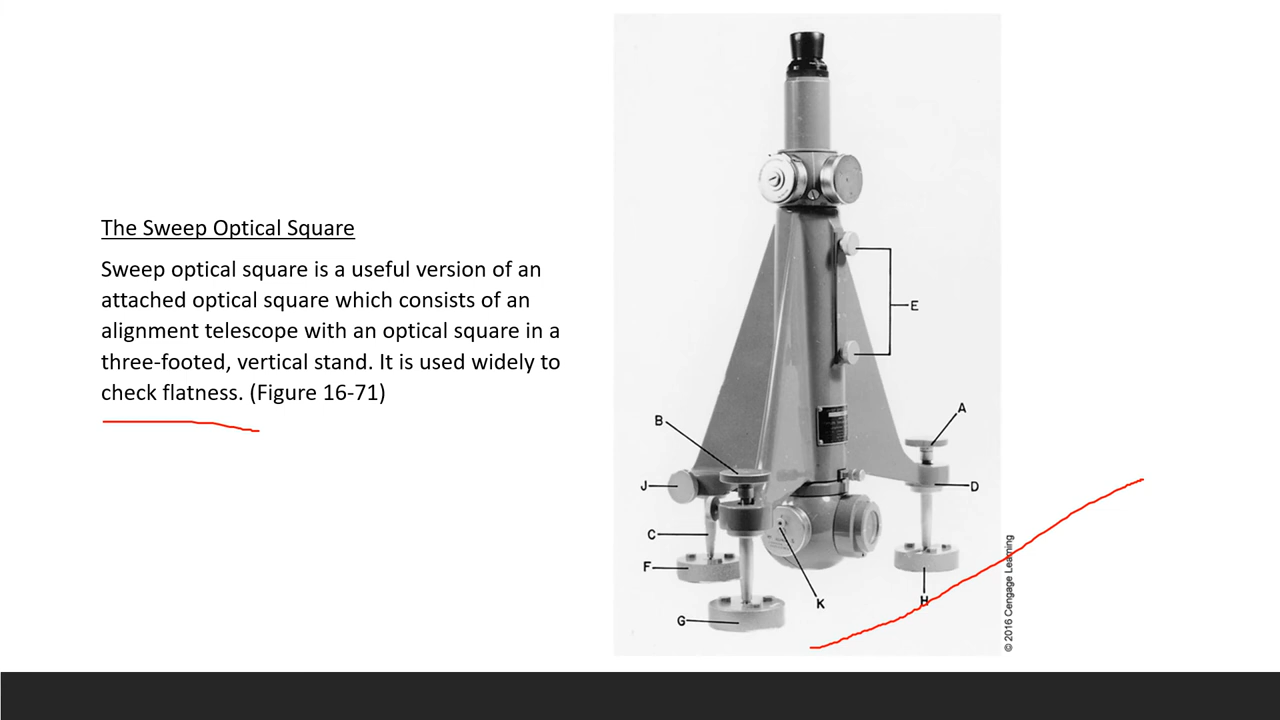 The Sweep Optical Square
Sweep optical square is a useful version of an
attached optical square which consists of an
alignment telescope with an optical square in a
three-footed, vertical stand. It is used widely to
check flatness. (Figure 16-71)
E
A
B
J
D
C
F
K
H
G
© 2016 Cengage Learning